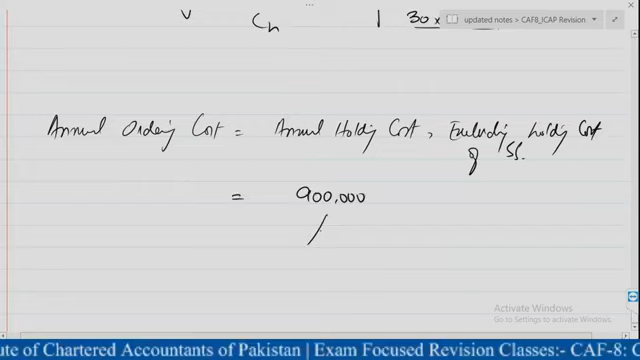 Ch | 30 ×
updated notes > CAF8_ICAP Revision
Annual Ordering Cost = Annual Holding Cost, Excluding holding Cost
of SS.
= 900,000
Activate Windows
Go to Settings to activate Windows.
ute of Chartered Accountants of Pakistan | Exam Focused Revision Classes:- CAF-8: C